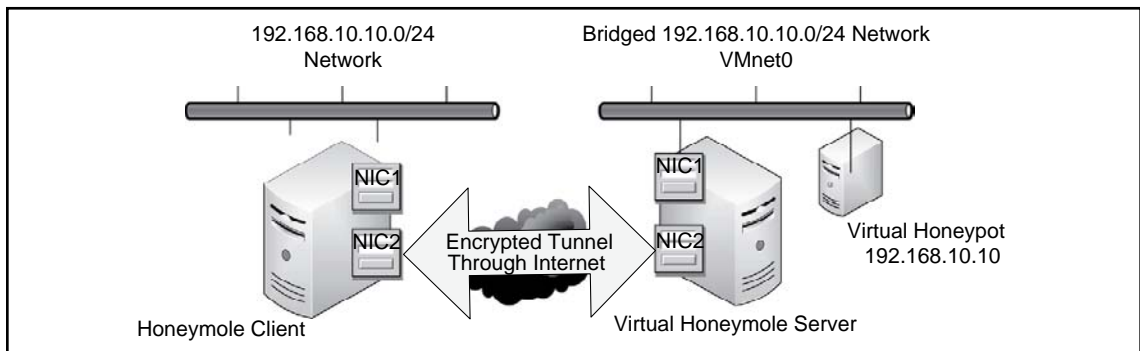 192.168.10.10.0/24
Network
Bridged 192.168.10.10.0/24 Network
VMnet0
NIC1
NIC2
Encrypted Tunnel
Through Internet
NIC1
NIC2
Virtual Honeypot
192.168.10.10
Honeymole Client
Virtual Honeymole Server